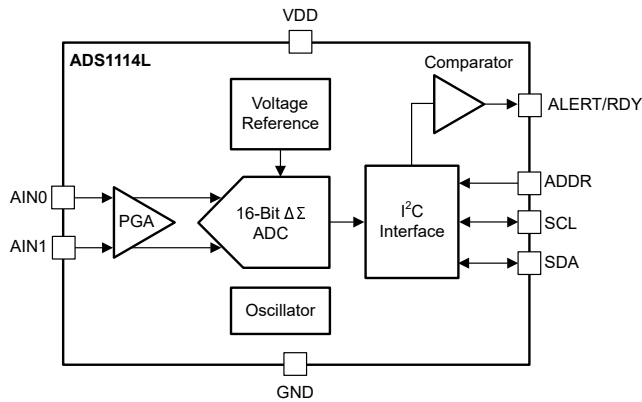 VDD
ADS1114L
Comparator
Voltage
Reference
ALERT/RDY
ADDR
AIN0
PGA
16-Bit ΔΣ
ADC
I²C
Interface
SCL
AIN1
SDA
Oscillator
GND